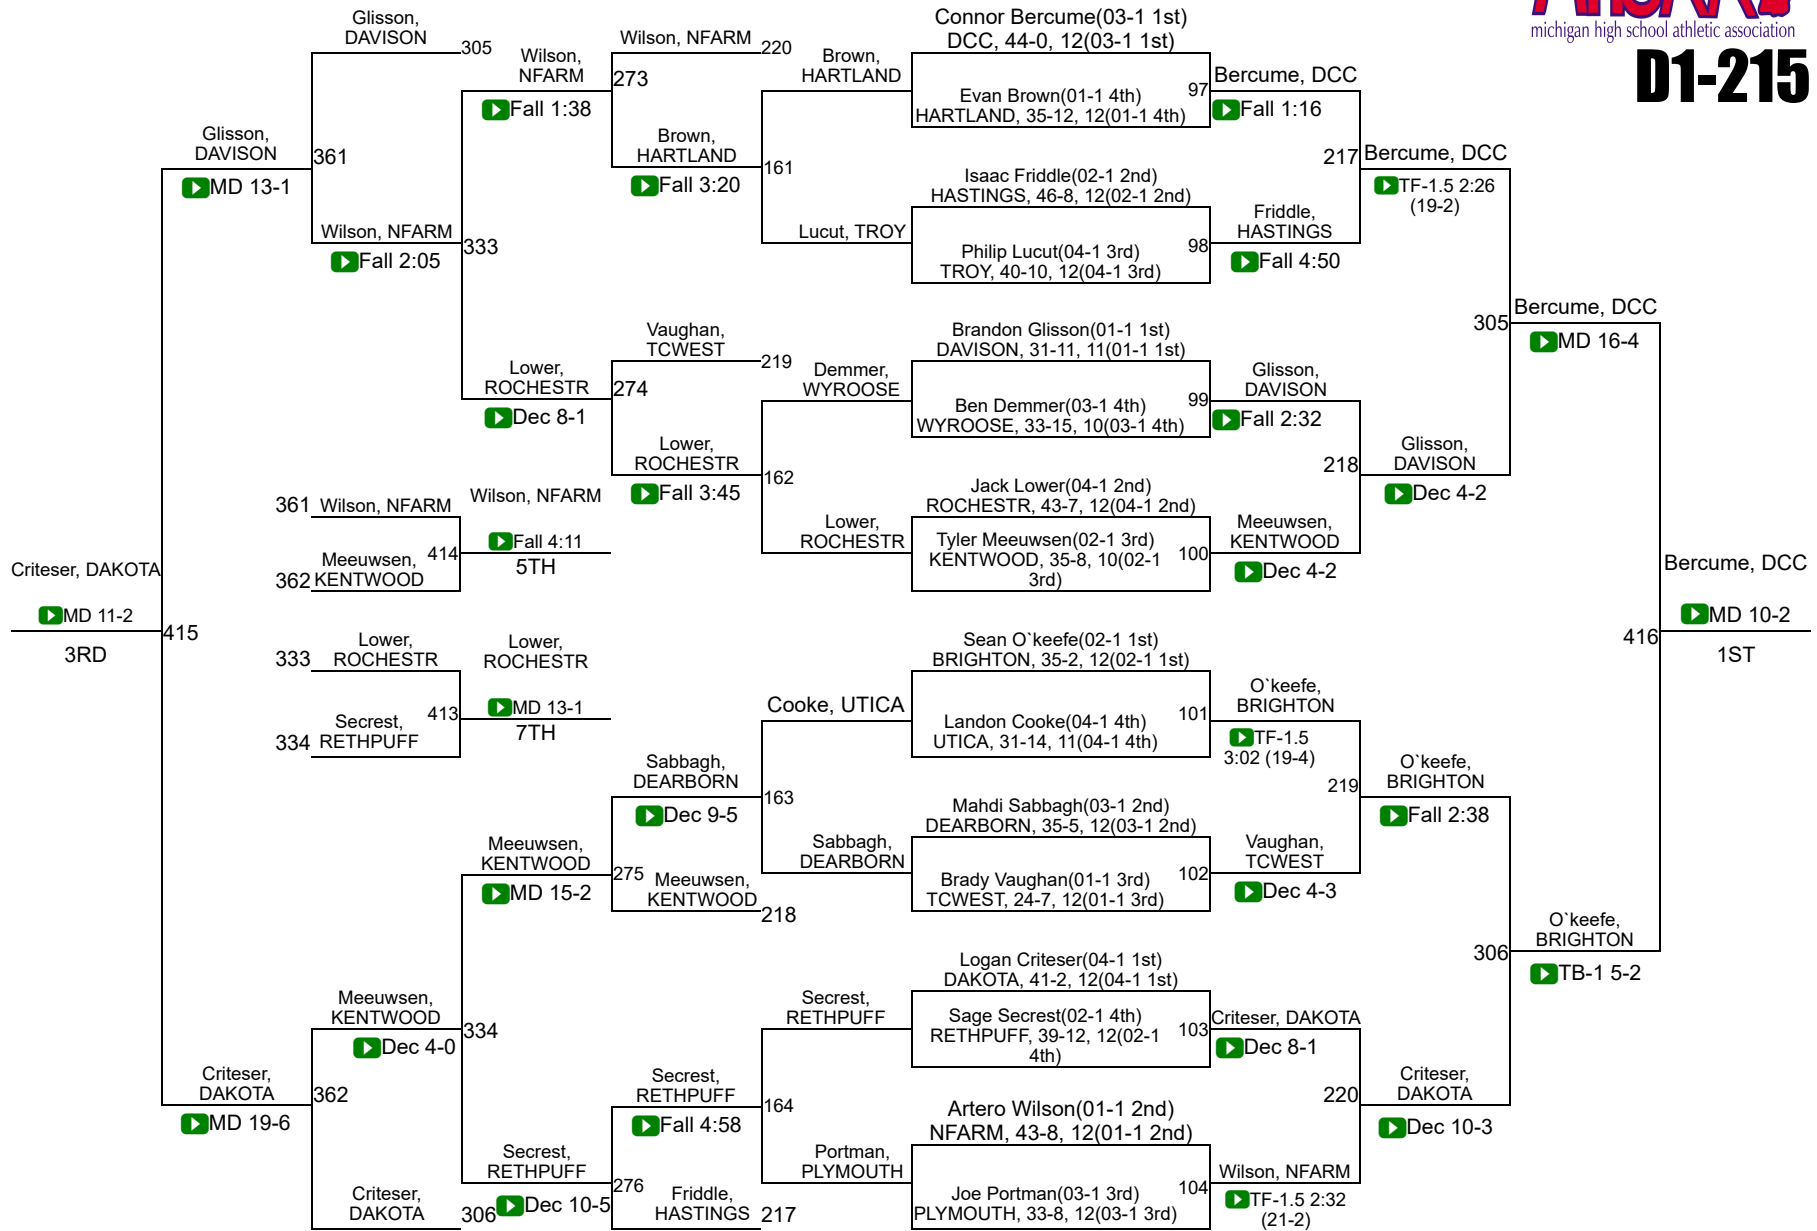 michigan high school athletic association
D1-215
Connor Bercume(03-1 1st)
DCC, 44-0, 12(03-1 1st)
97
Evan Brown(01-1 4th)
HARTLAND, 35-12, 12(01-1 4th)
Isaac Friddle(02-1 2nd)
HASTINGS, 46-8, 12(02-1 2nd)
98
Philip Lucut(04-1 3rd)
TROY, 40-10, 12(04-1 3rd)
Brandon Glisson(01-1 1st)
DAVISON, 31-11, 11(01-1 1st)
99
Ben Demmer(03-1 4th)
WYROOSE, 33-15, 10(03-1 4th)
Jack Lower(04-1 2nd)
ROCHESTR, 43-7, 12(04-1 2nd)
Tyler Meeuwsen(02-1 3rd)
KENTWOOD, 35-8, 10(02-1
3rd)
100
Sean O`keefe(02-1 1st)
BRIGHTON, 35-2, 12(02-1 1st)
101
Landon Cooke(04-1 4th)
UTICA, 31-14, 11(04-1 4th)
Mahdi Sabbagh(03-1 2nd)
DEARBORN, 35-5, 12(03-1 2nd)
102
Brady Vaughan(01-1 3rd)
TCWEST, 24-7, 12(01-1 3rd)
Logan Criteser(04-1 1st)
DAKOTA, 41-2, 12(04-1 1st)
Sage Secrest(02-1 4th)
RETHPUFF, 39-12, 12(02-1
4th)
103
Artero Wilson(01-1 2nd)
NFARM, 43-8, 12(01-1 2nd)
104
Joe Portman(03-1 3rd)
PLYMOUTH, 33-8, 12(03-1 3rd)
Bercume, DCC
Fall 1:16
217
Friddle,
HASTINGS
Fall 4:50
Glisson,
DAVISON
Fall 2:32
218
Meeuwsen,
KENTWOOD
Dec 4-2
O`keefe,
BRIGHTON
TF-1.5
3:02 (19-4)
219
Vaughan,
TCWEST
Dec 4-3
Criteser, DAKOTA
Dec 8-1
220
Wilson, NFARM
TF-1.5 2:32
(21-2)
Bercume, DCC
TF-1.5 2:26
(19-2)
305
Glisson,
DAVISON
Dec 4-2
O`keefe,
BRIGHTON
Fall 2:38
306
Criteser,
DAKOTA
Dec 10-3
Bercume, DCC
MD 16-4
416
O`keefe,
BRIGHTON
TB-1 5-2
Bercume, DCC
MD 10-2
1ST
Brown,
HARTLAND
161
Lucut, TROY
Demmer,
WYROOSE
162
Lower,
ROCHESTR
Cooke, UTICA
163
Sabbagh,
DEARBORN
Secrest,
RETHPUFF
164
Portman,
PLYMOUTH
Wilson, NFARM
220
273
Brown,
HARTLAND
Fall 3:20
Vaughan,
TCWEST
219
274
Lower,
ROCHESTR
Fall 3:45
Sabbagh,
DEARBORN
Dec 9-5
275
Meeuwsen,
KENTWOOD
218
Secrest,
RETHPUFF
Fall 4:58
276
Friddle,
HASTINGS
217
Wilson,
NFARM
Fall 1:38
333
Lower,
ROCHESTR
Dec 8-1
Meeuwsen,
KENTWOOD
MD 15-2
334
Secrest,
RETHPUFF
Dec 10-5
Glisson,
DAVISON
305
361
Wilson, NFARM
Fall 2:05
Meeuwsen,
KENTWOOD
Dec 4-0
362
Criteser,
DAKOTA
306
Glisson,
DAVISON
MD 13-1
415
Criteser,
DAKOTA
MD 19-6
Criteser, DAKOTA
MD 11-2
3RD
361
Wilson, NFARM
414
362
Meeuwsen,
KENTWOOD
Wilson, NFARM
Fall 4:11
5TH
333
Lower,
ROCHESTR
413
334
Secrest,
RETHPUFF
Lower,
ROCHESTR
MD 13-1
7TH